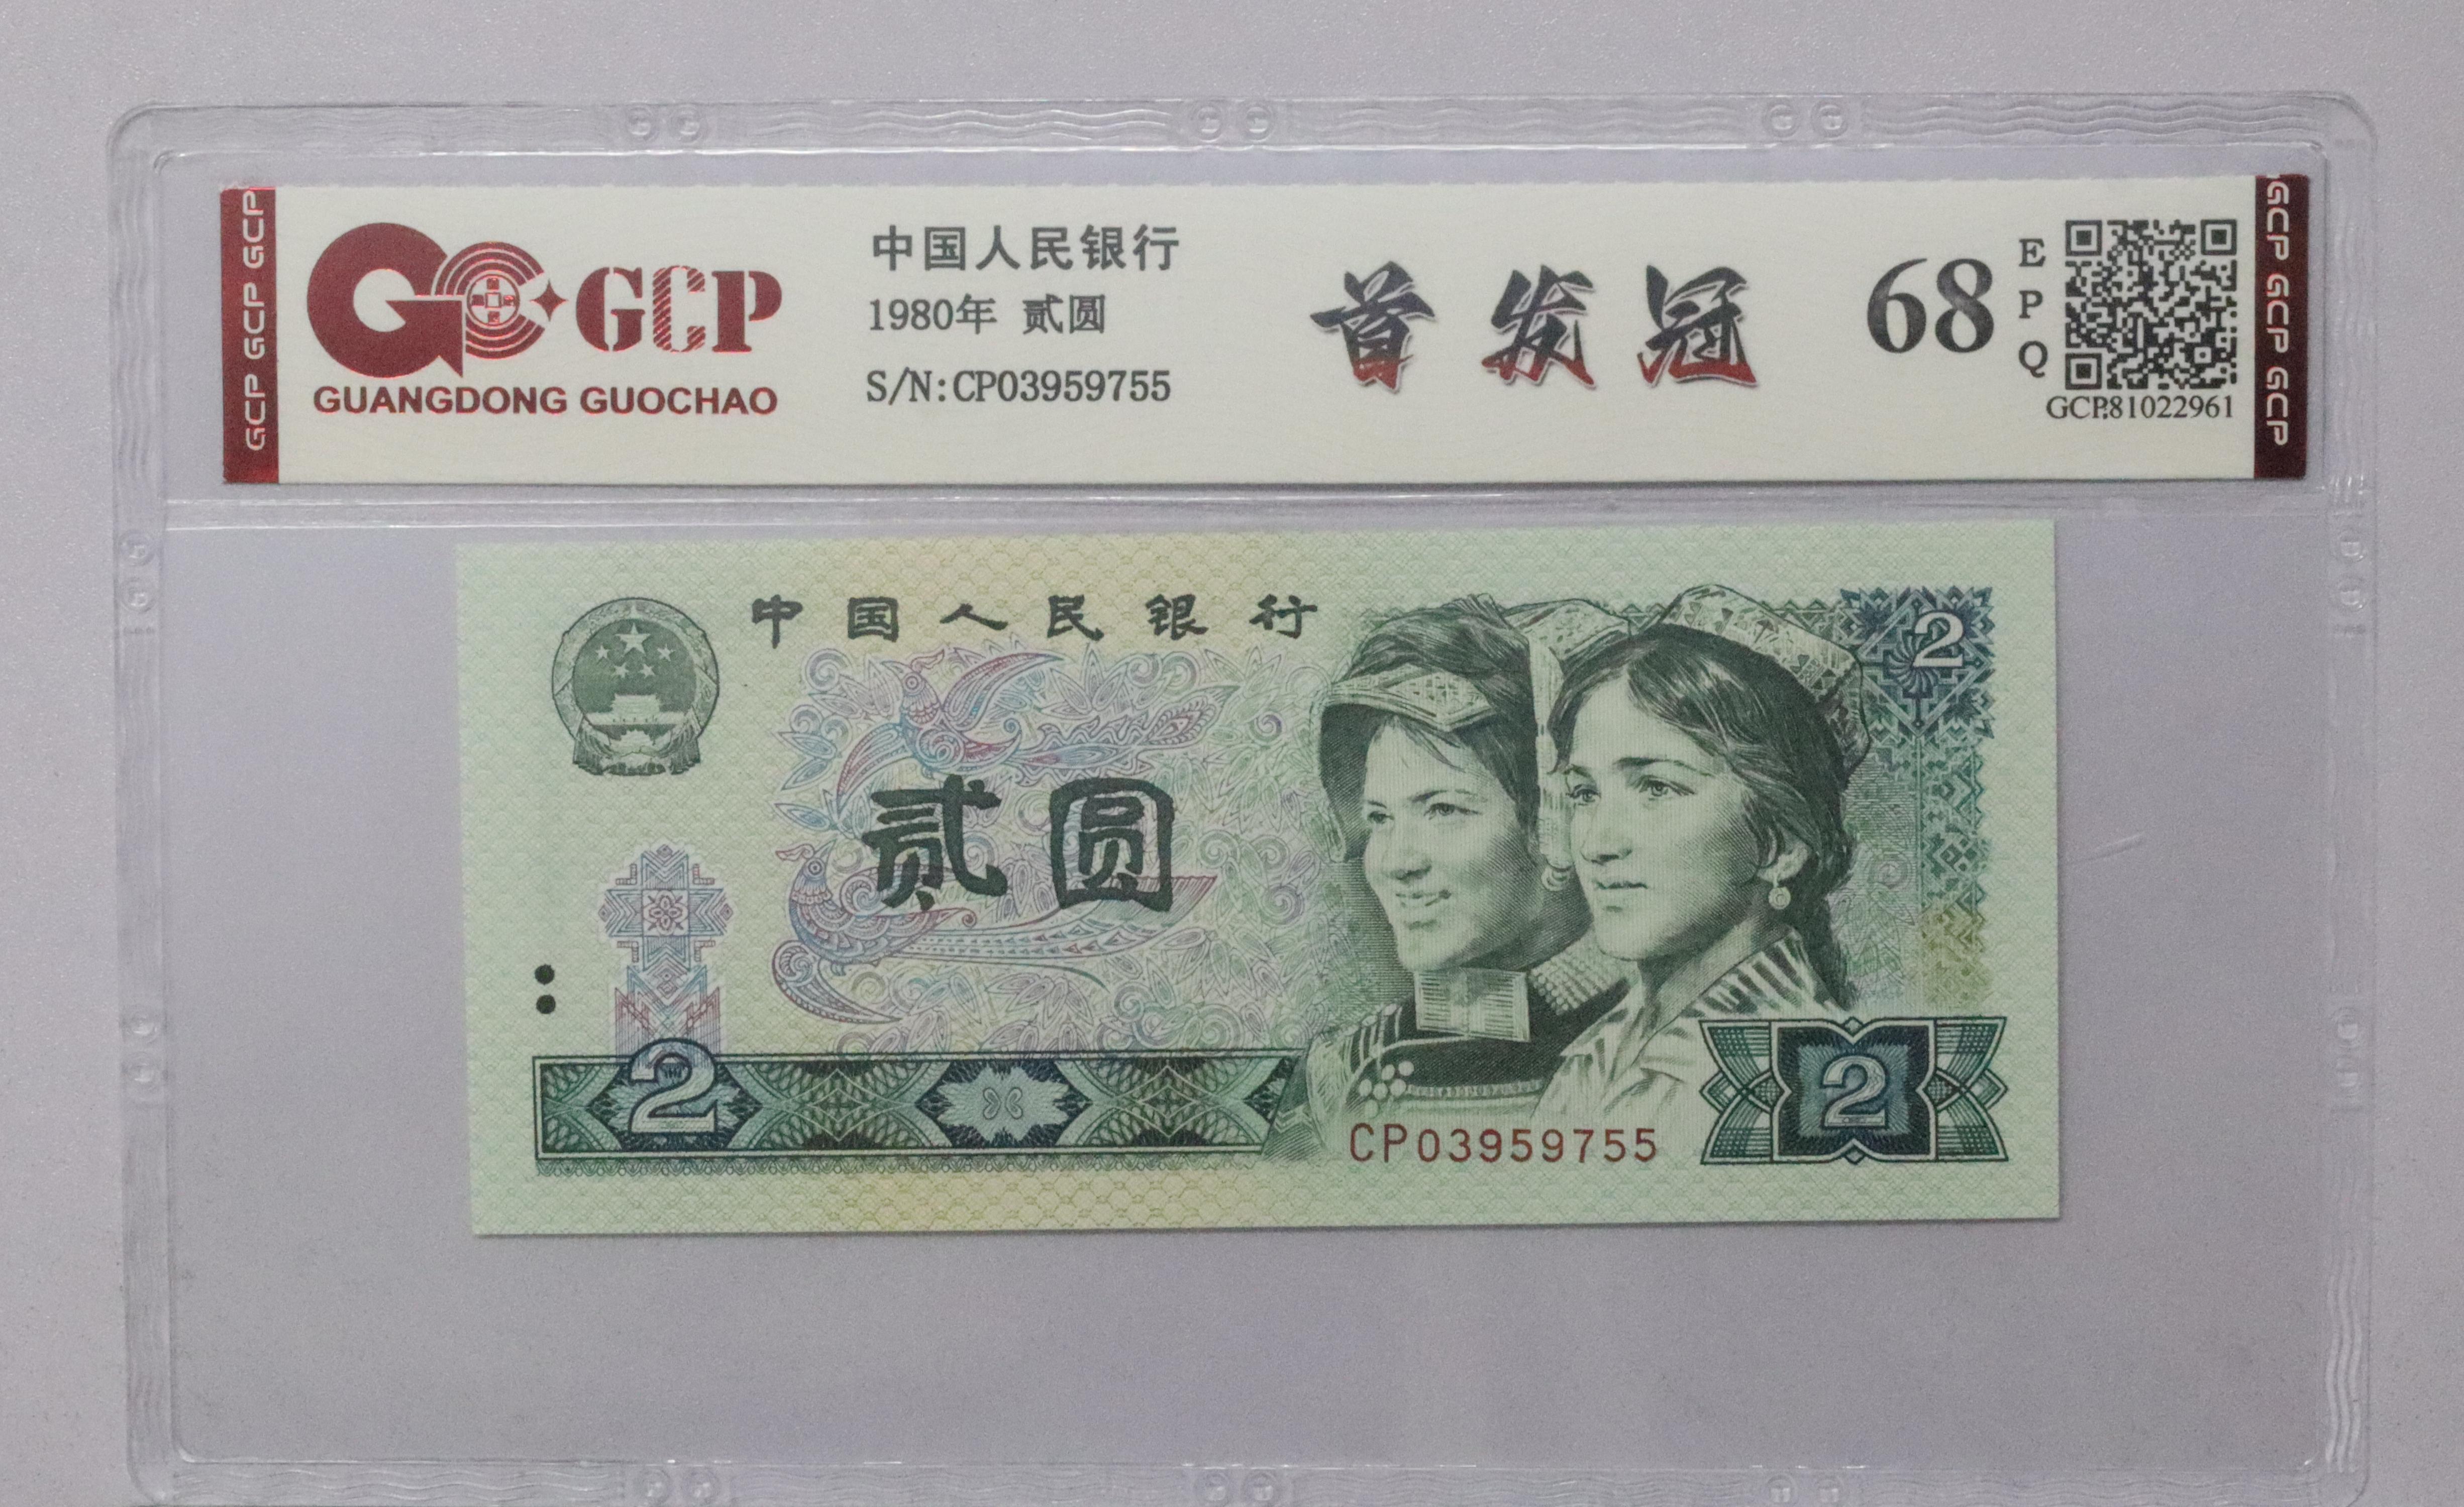 GCP GCP GCP
GCP
GUANGDONG GUOCHAO
中国人民银行
1980年 贰圆
S/N:CP03959755
首发冠
68
E
P
Q
GCP81022961
GCP GCP GCP
中国人民银行
2
贰圆
2
CP03959755
2